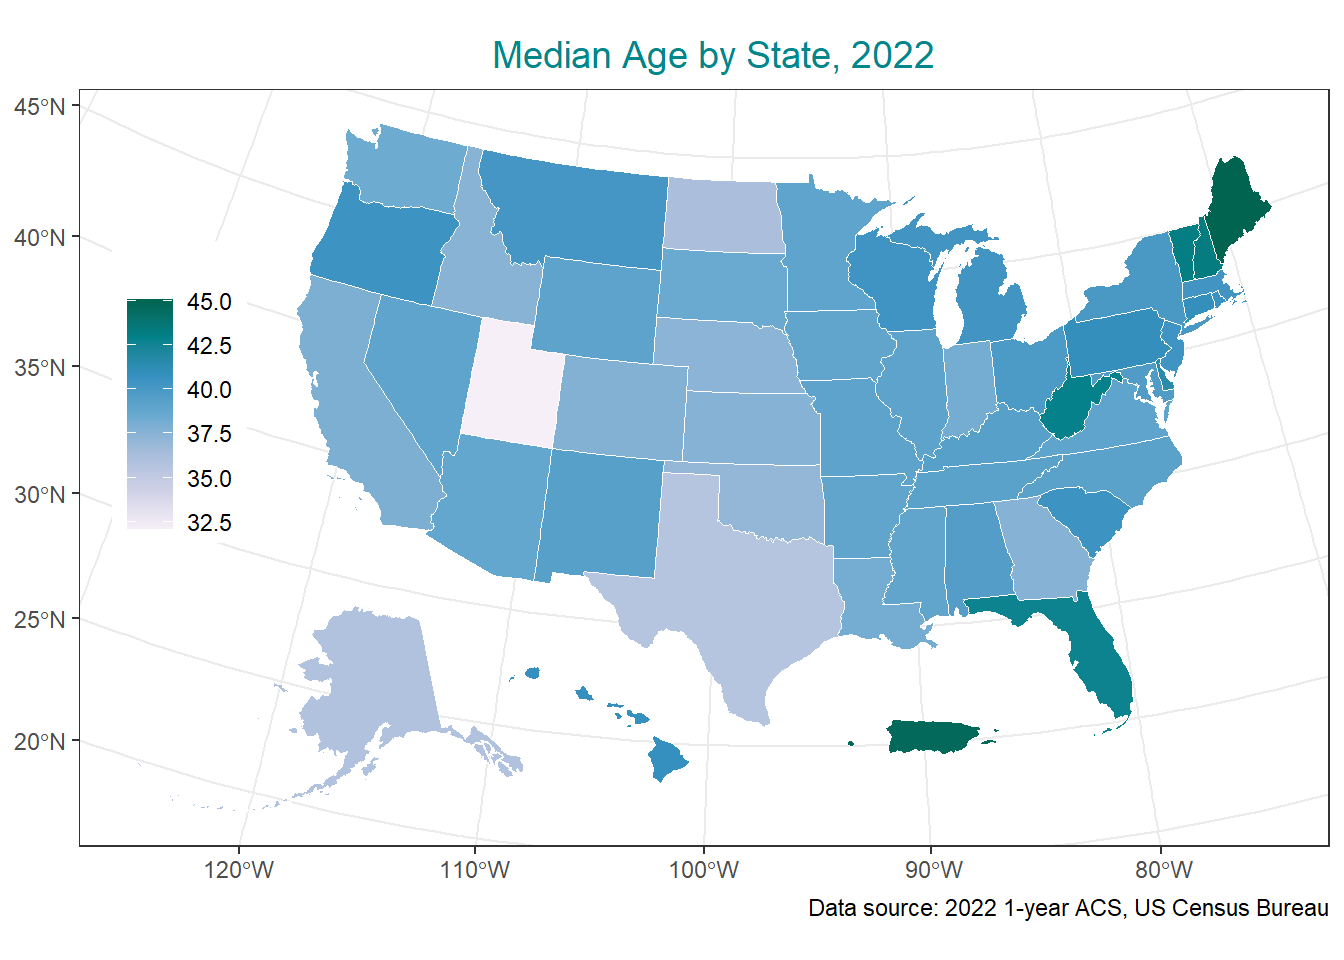 Median Age by State, 2022
45°N
40°N
35°N
30°N
25°N
20°N
45.0
42.5
40.0
37.5
35.0
32.5
120°W
110°W
100°W
90°W
80°W
Data source: 2022 1-year ACS, US Census Bureau